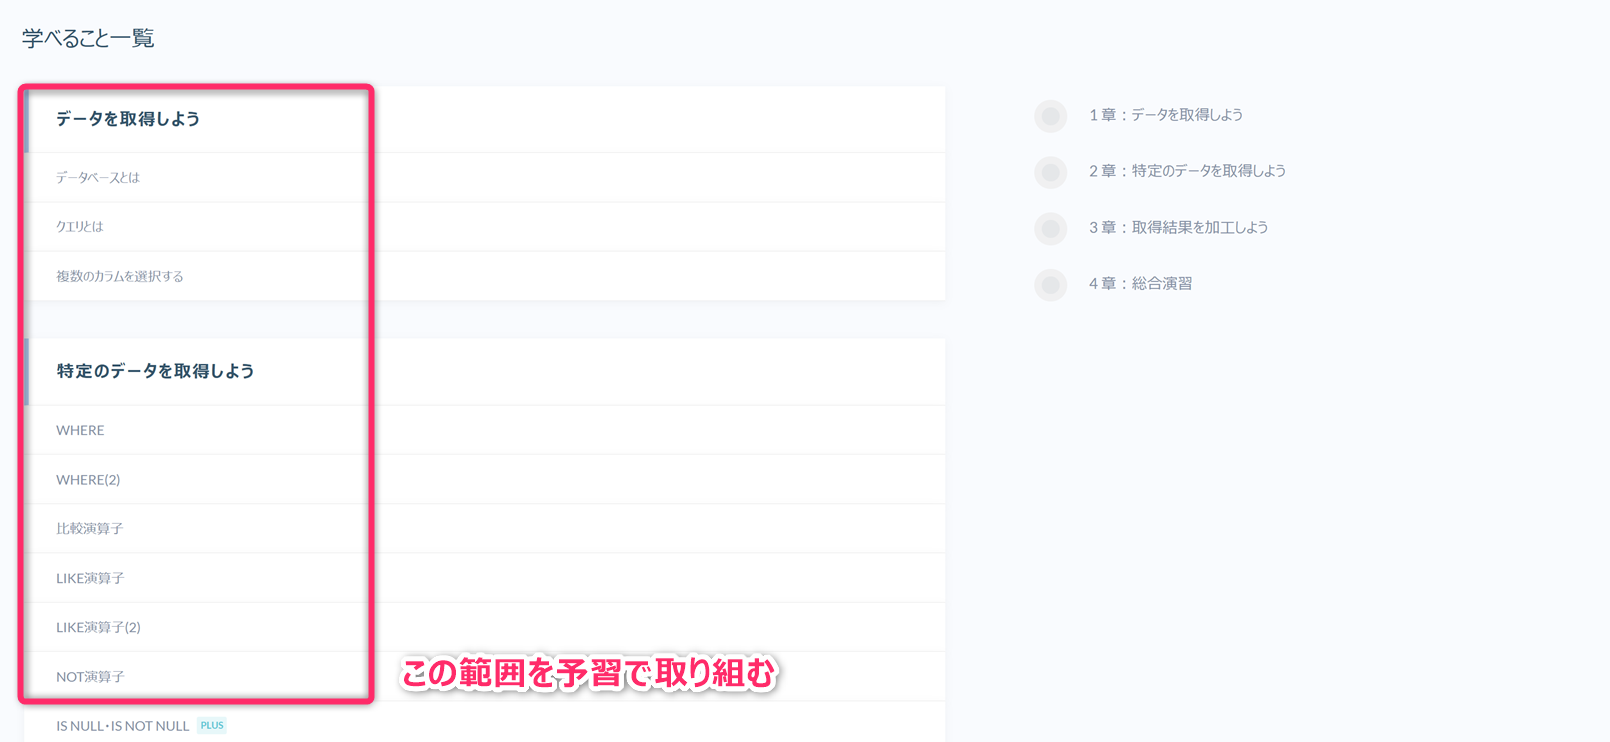 学べること一覧
データを取得しよう
データベースとは
クエリとは
複数のカラムを選択する
特定のデータを取得しよう
WHERE
WHERE(2)
比較演算子
LIKE演算子
LIKE演算子(2)
NOT演算子
IS NULL・IS NOT NULL PLUS
この範囲を予習で取り組む
1 章：データを取得しよう
2 章：特定のデータを取得しよう
3 章：取得結果を加工しよう
4 章：総合演習